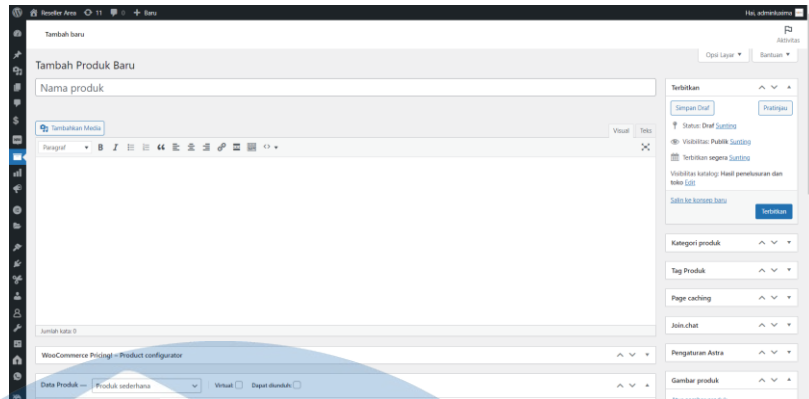 Reseller Area 11 0 + Baru Hai, adminluxima
Tambah baru
Aktivitas
Opsi Layar ▼ Bantuan ▼
Tambah Produk Baru
Nama produk
Tambahkan Media
Visual Teks
Paragraf
Jumlah kata: 0
WooCommerce Pricing! – Product configurator
Data Produk — Produk sederhana Virtual: Dapat diunduh:
Terbitkan
Simpan Draf Pratinjau
Status: Draf Sunting
Visibilitas: Publik Sunting
Terbitkan segera Sunting
Visibilitas katalog: Hasil penelusuran dan
toko Edit
Salin ke konsep baru
Terbitkan
Kategori produk
Tag Produk
Page caching
Join.chat
Pengaturan Astra
Gambar produk